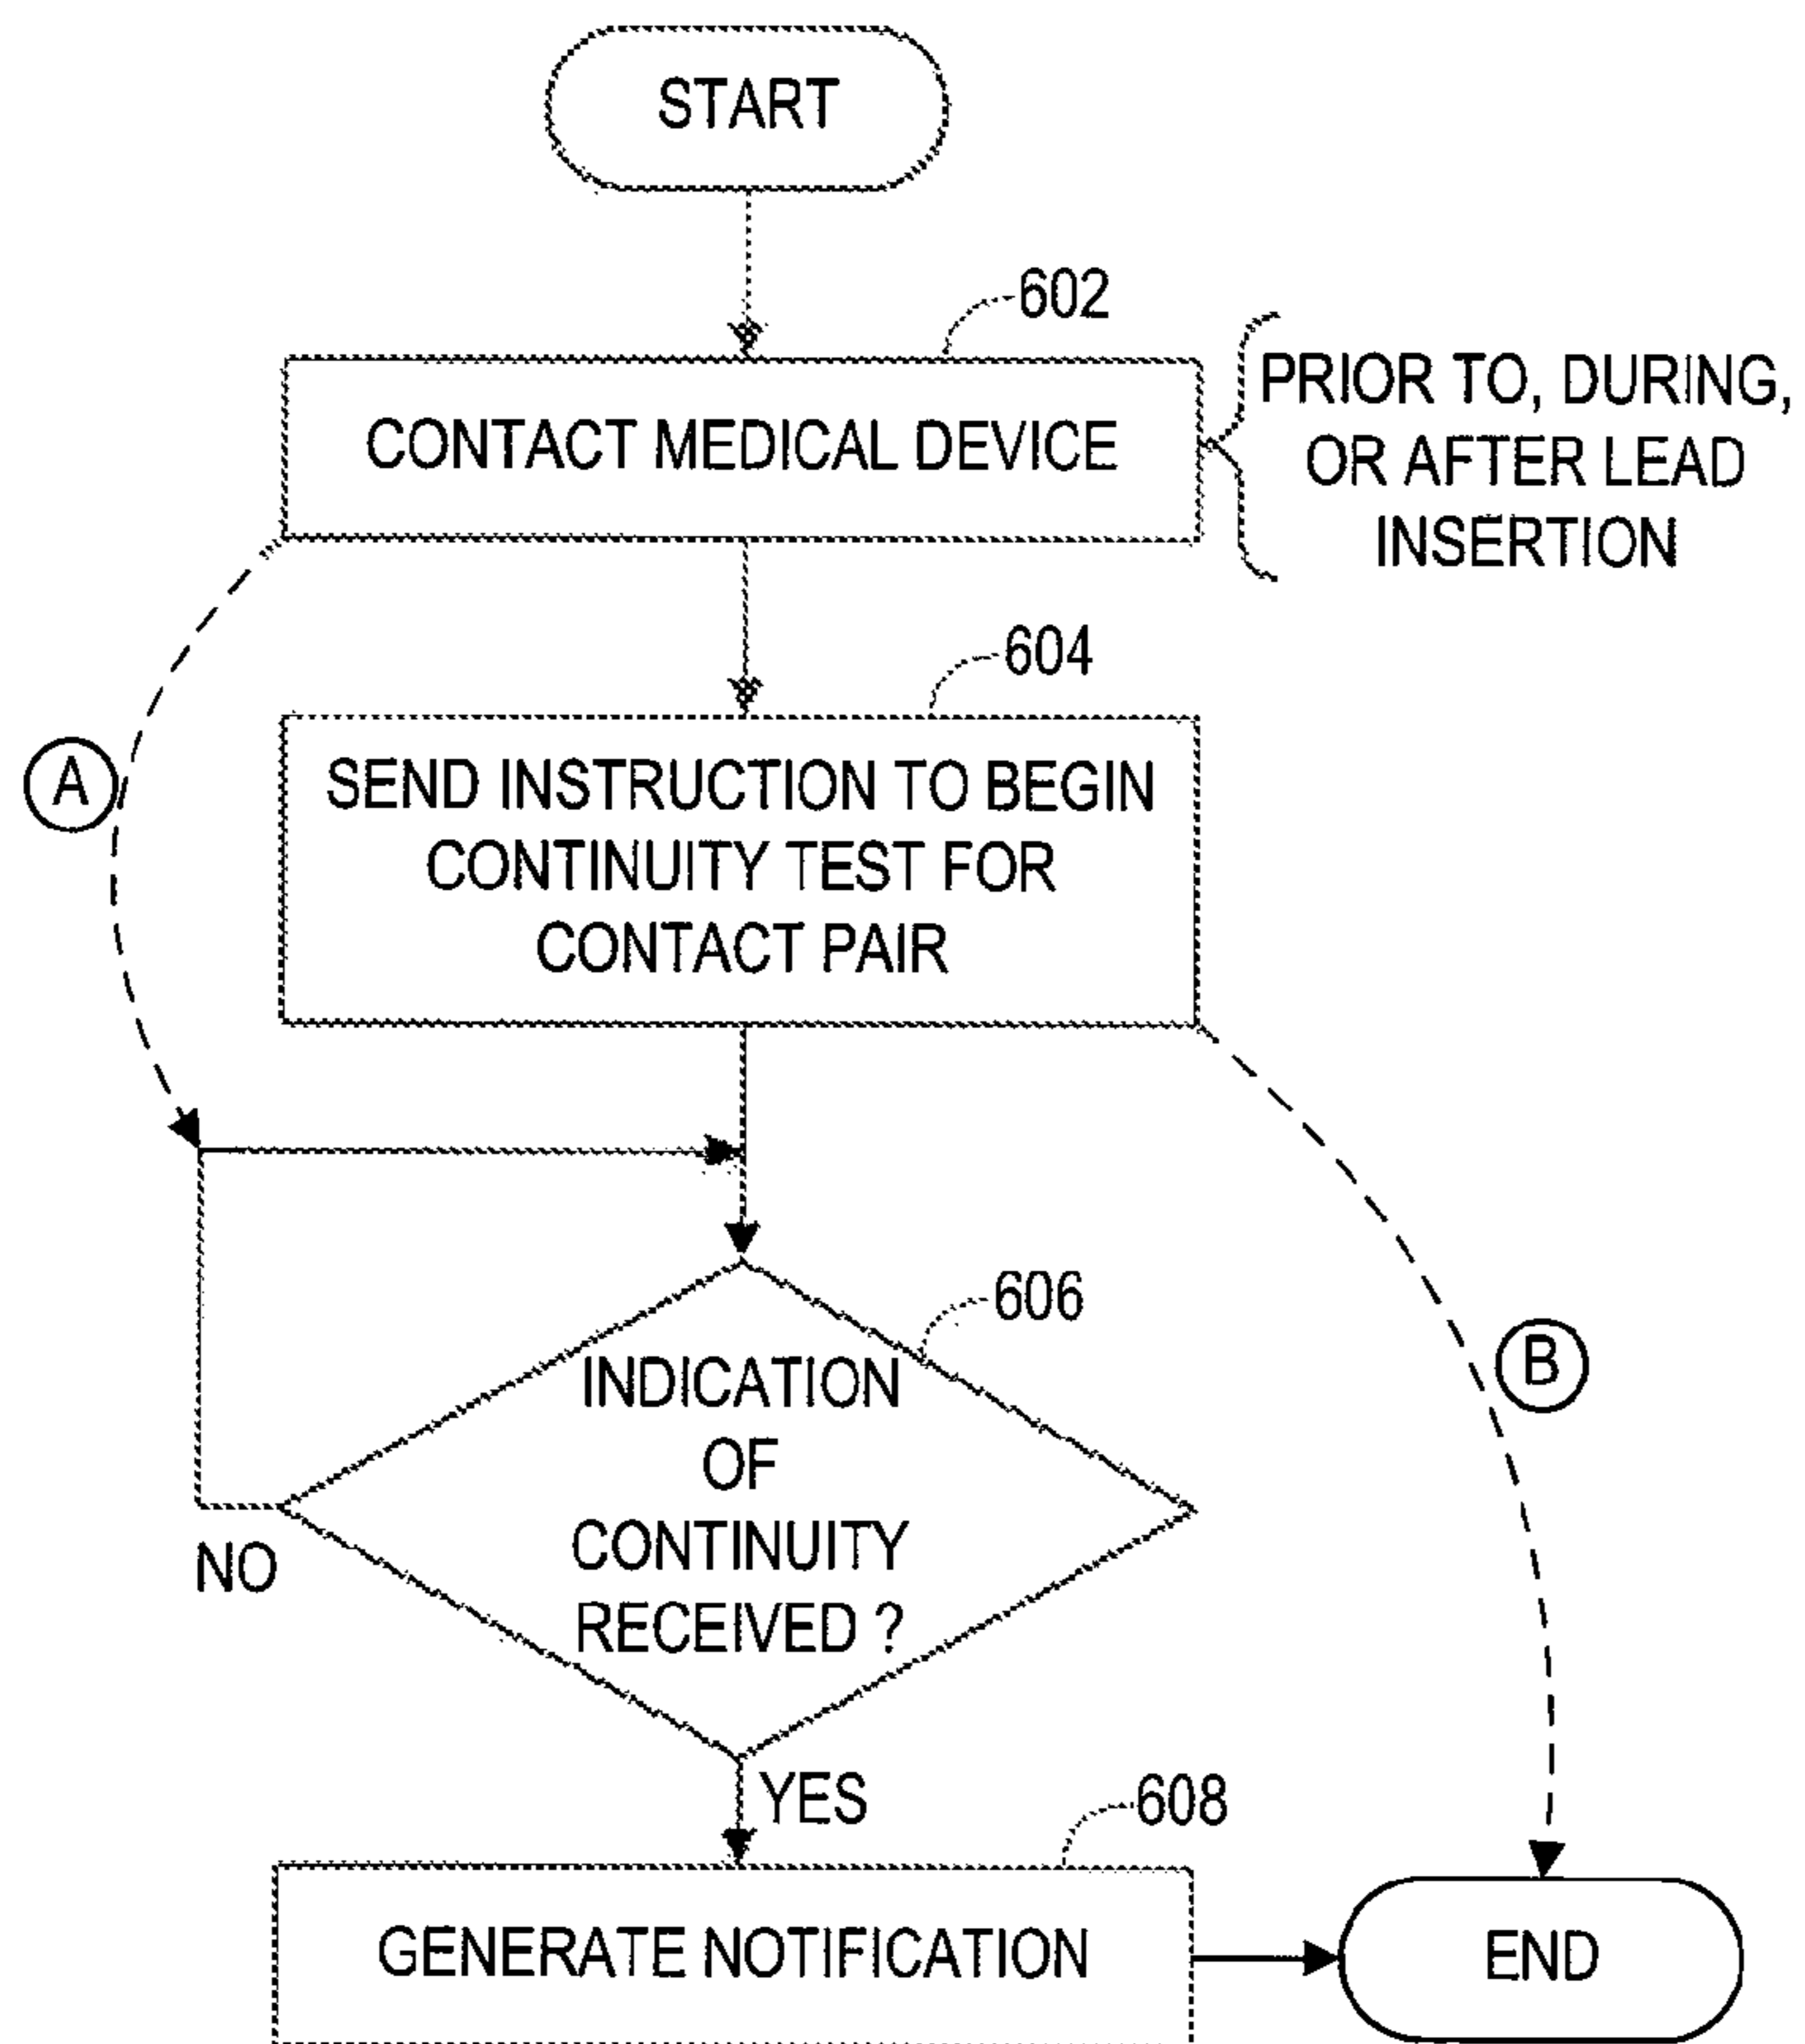 START
602
CONTACT MEDICAL DEVICE
PRIOR TO, DURING,
OR AFTER LEAD
INSERTION
604
A
SEND INSTRUCTION TO BEGIN
CONTINUITY TEST FOR
CONTACT PAIR
606
B
INDICATION
OF
CONTINUITY
RECEIVED ?
NO
YES
608
GENERATE NOTIFICATION
END